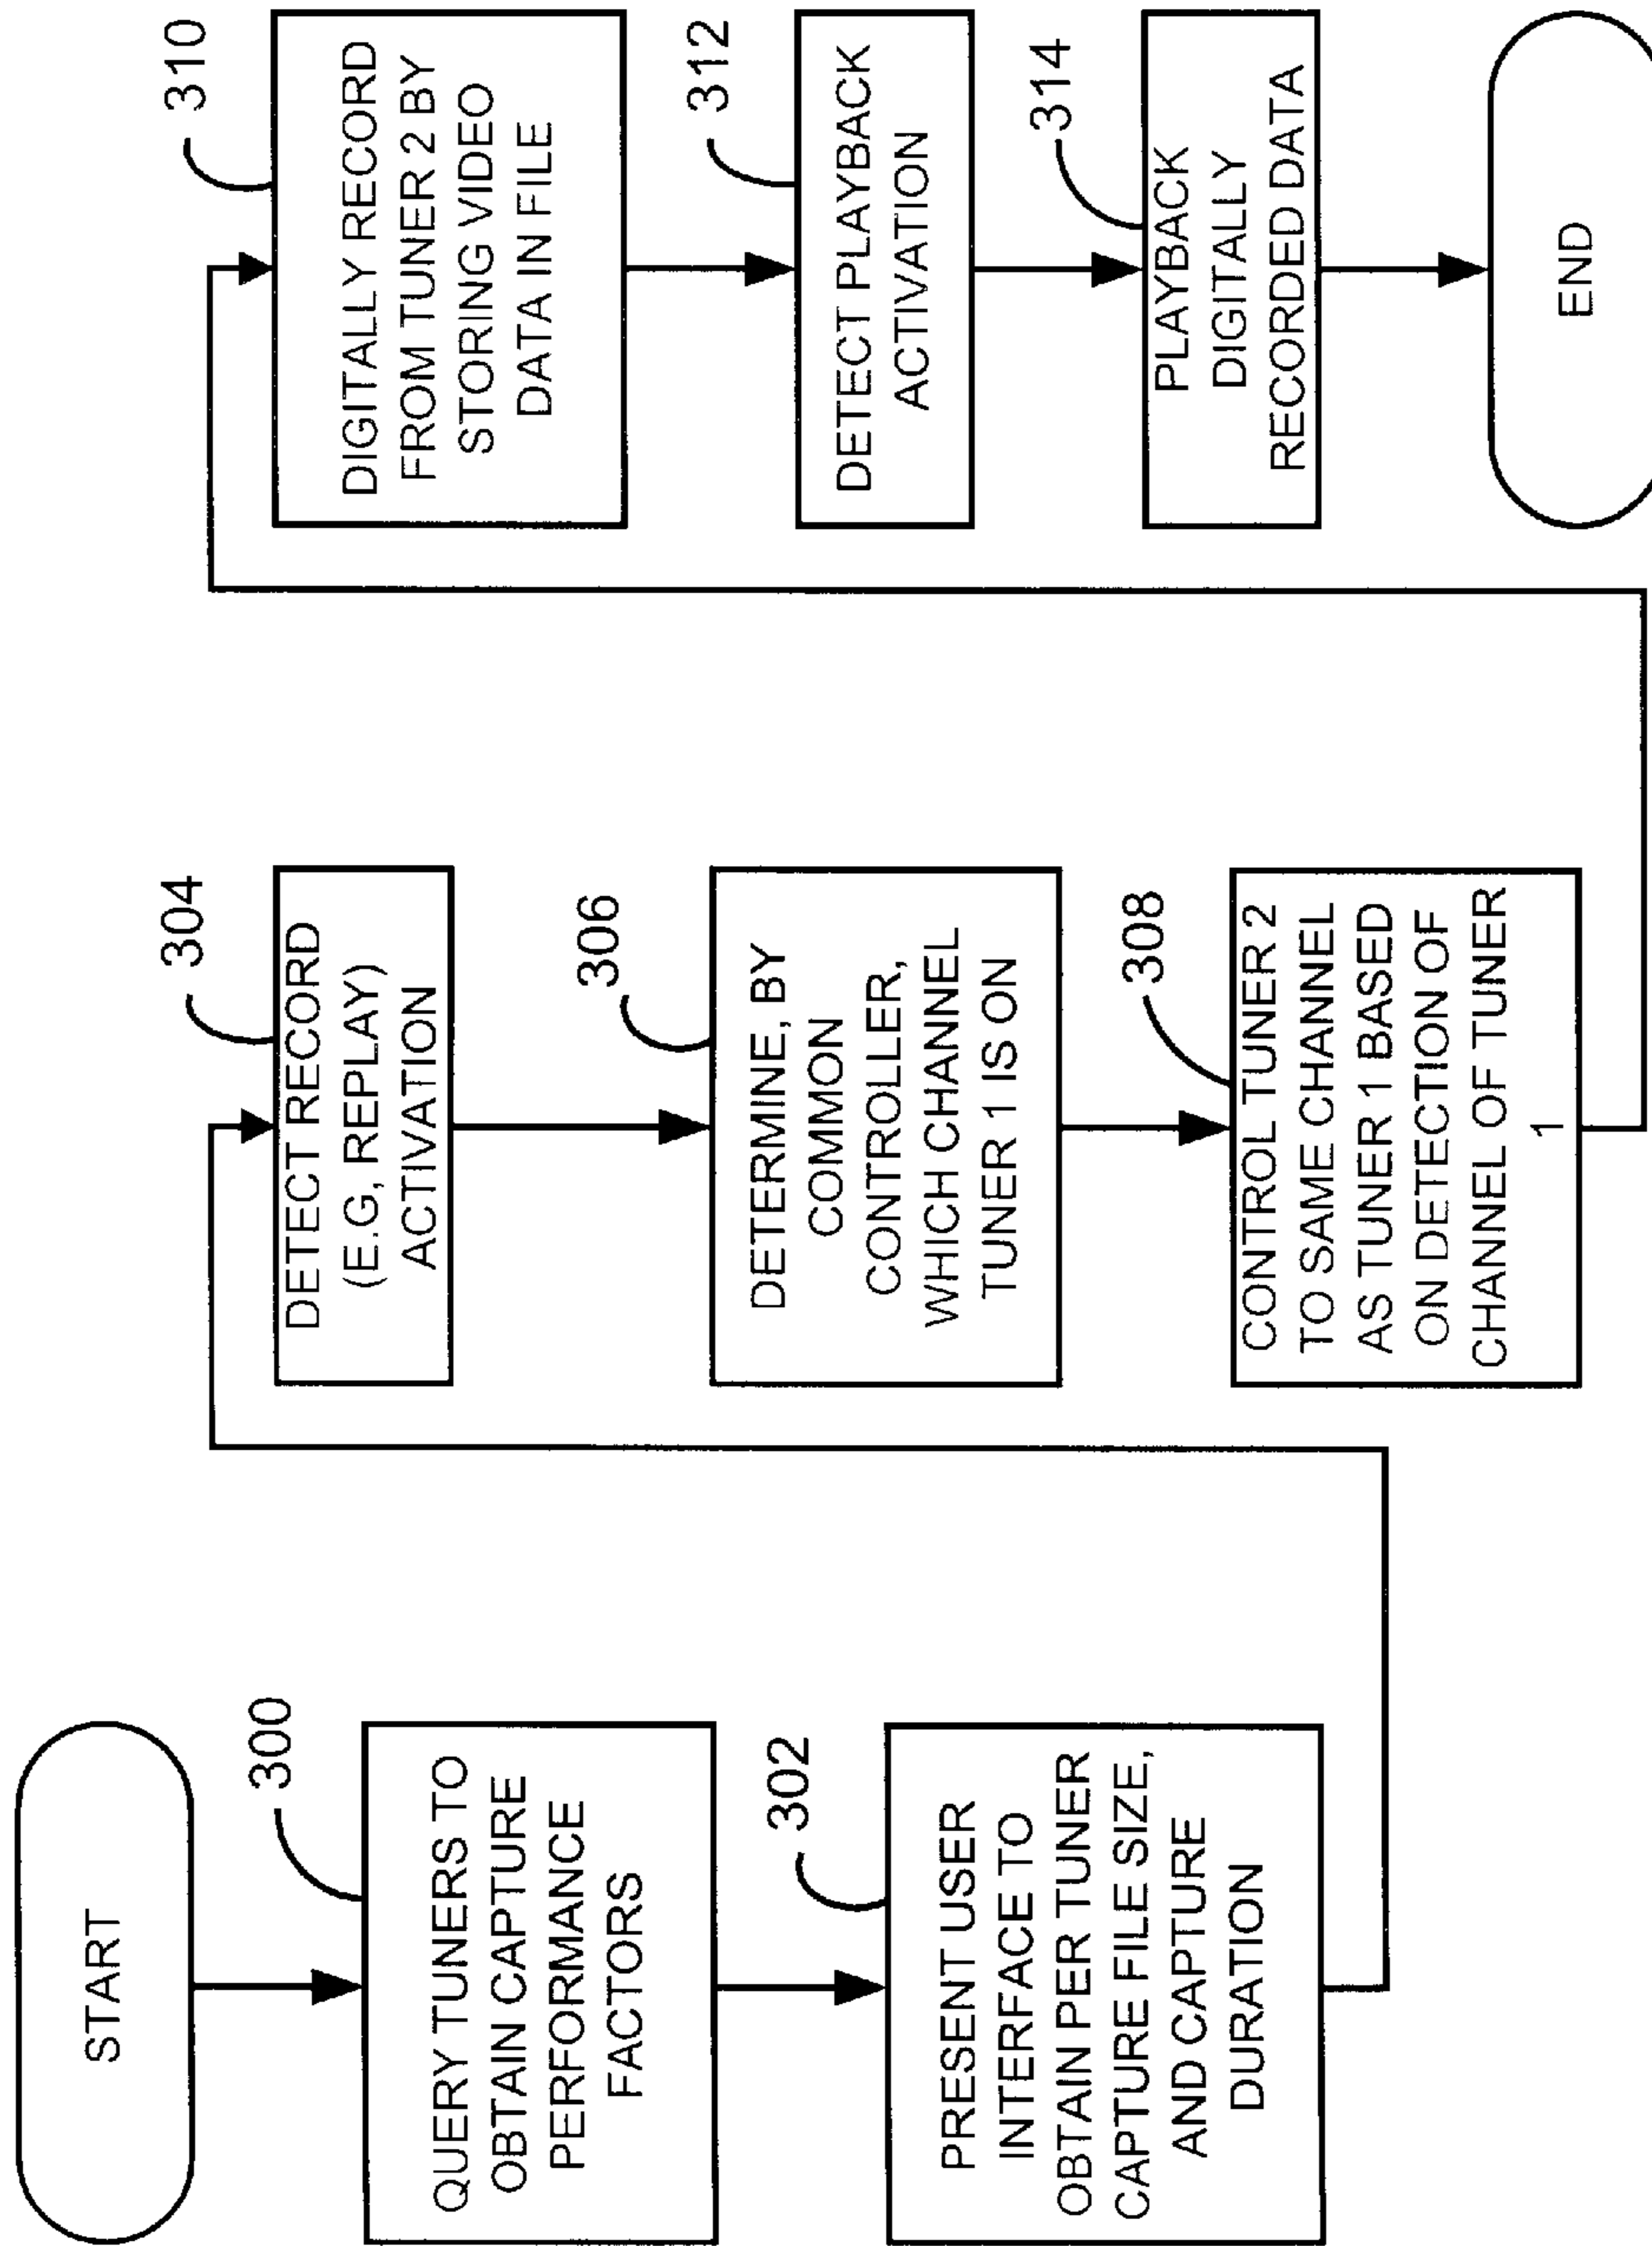 START
300
QUERY TUNERS TO
OBTAIN CAPTURE
PERFORMANCE
FACTORS
302
PRESENT USER
INTERFACE TO
OBTAIN PER TUNER
CAPTURE FILE SIZE,
AND CAPTURE
DURATION
304
DETECT RECORD
(E.G, REPLAY)
ACTIVATION
306
DETERMINE, BY
COMMON
CONTROLLER,
WHICH CHANNEL
TUNER 1 IS ON
308
CONTROL TUNER 2
TO SAME CHANNEL
AS TUNER 1 BASED
ON DETECTION OF
CHANNEL OF TUNER
1
310
DIGITALLY RECORD
FROM TUNER 2 BY
STORING VIDEO
DATA IN FILE
312
DETECT PLAYBACK
ACTIVATION
314
PLAYBACK
DIGITALLY
RECORDED DATA
END